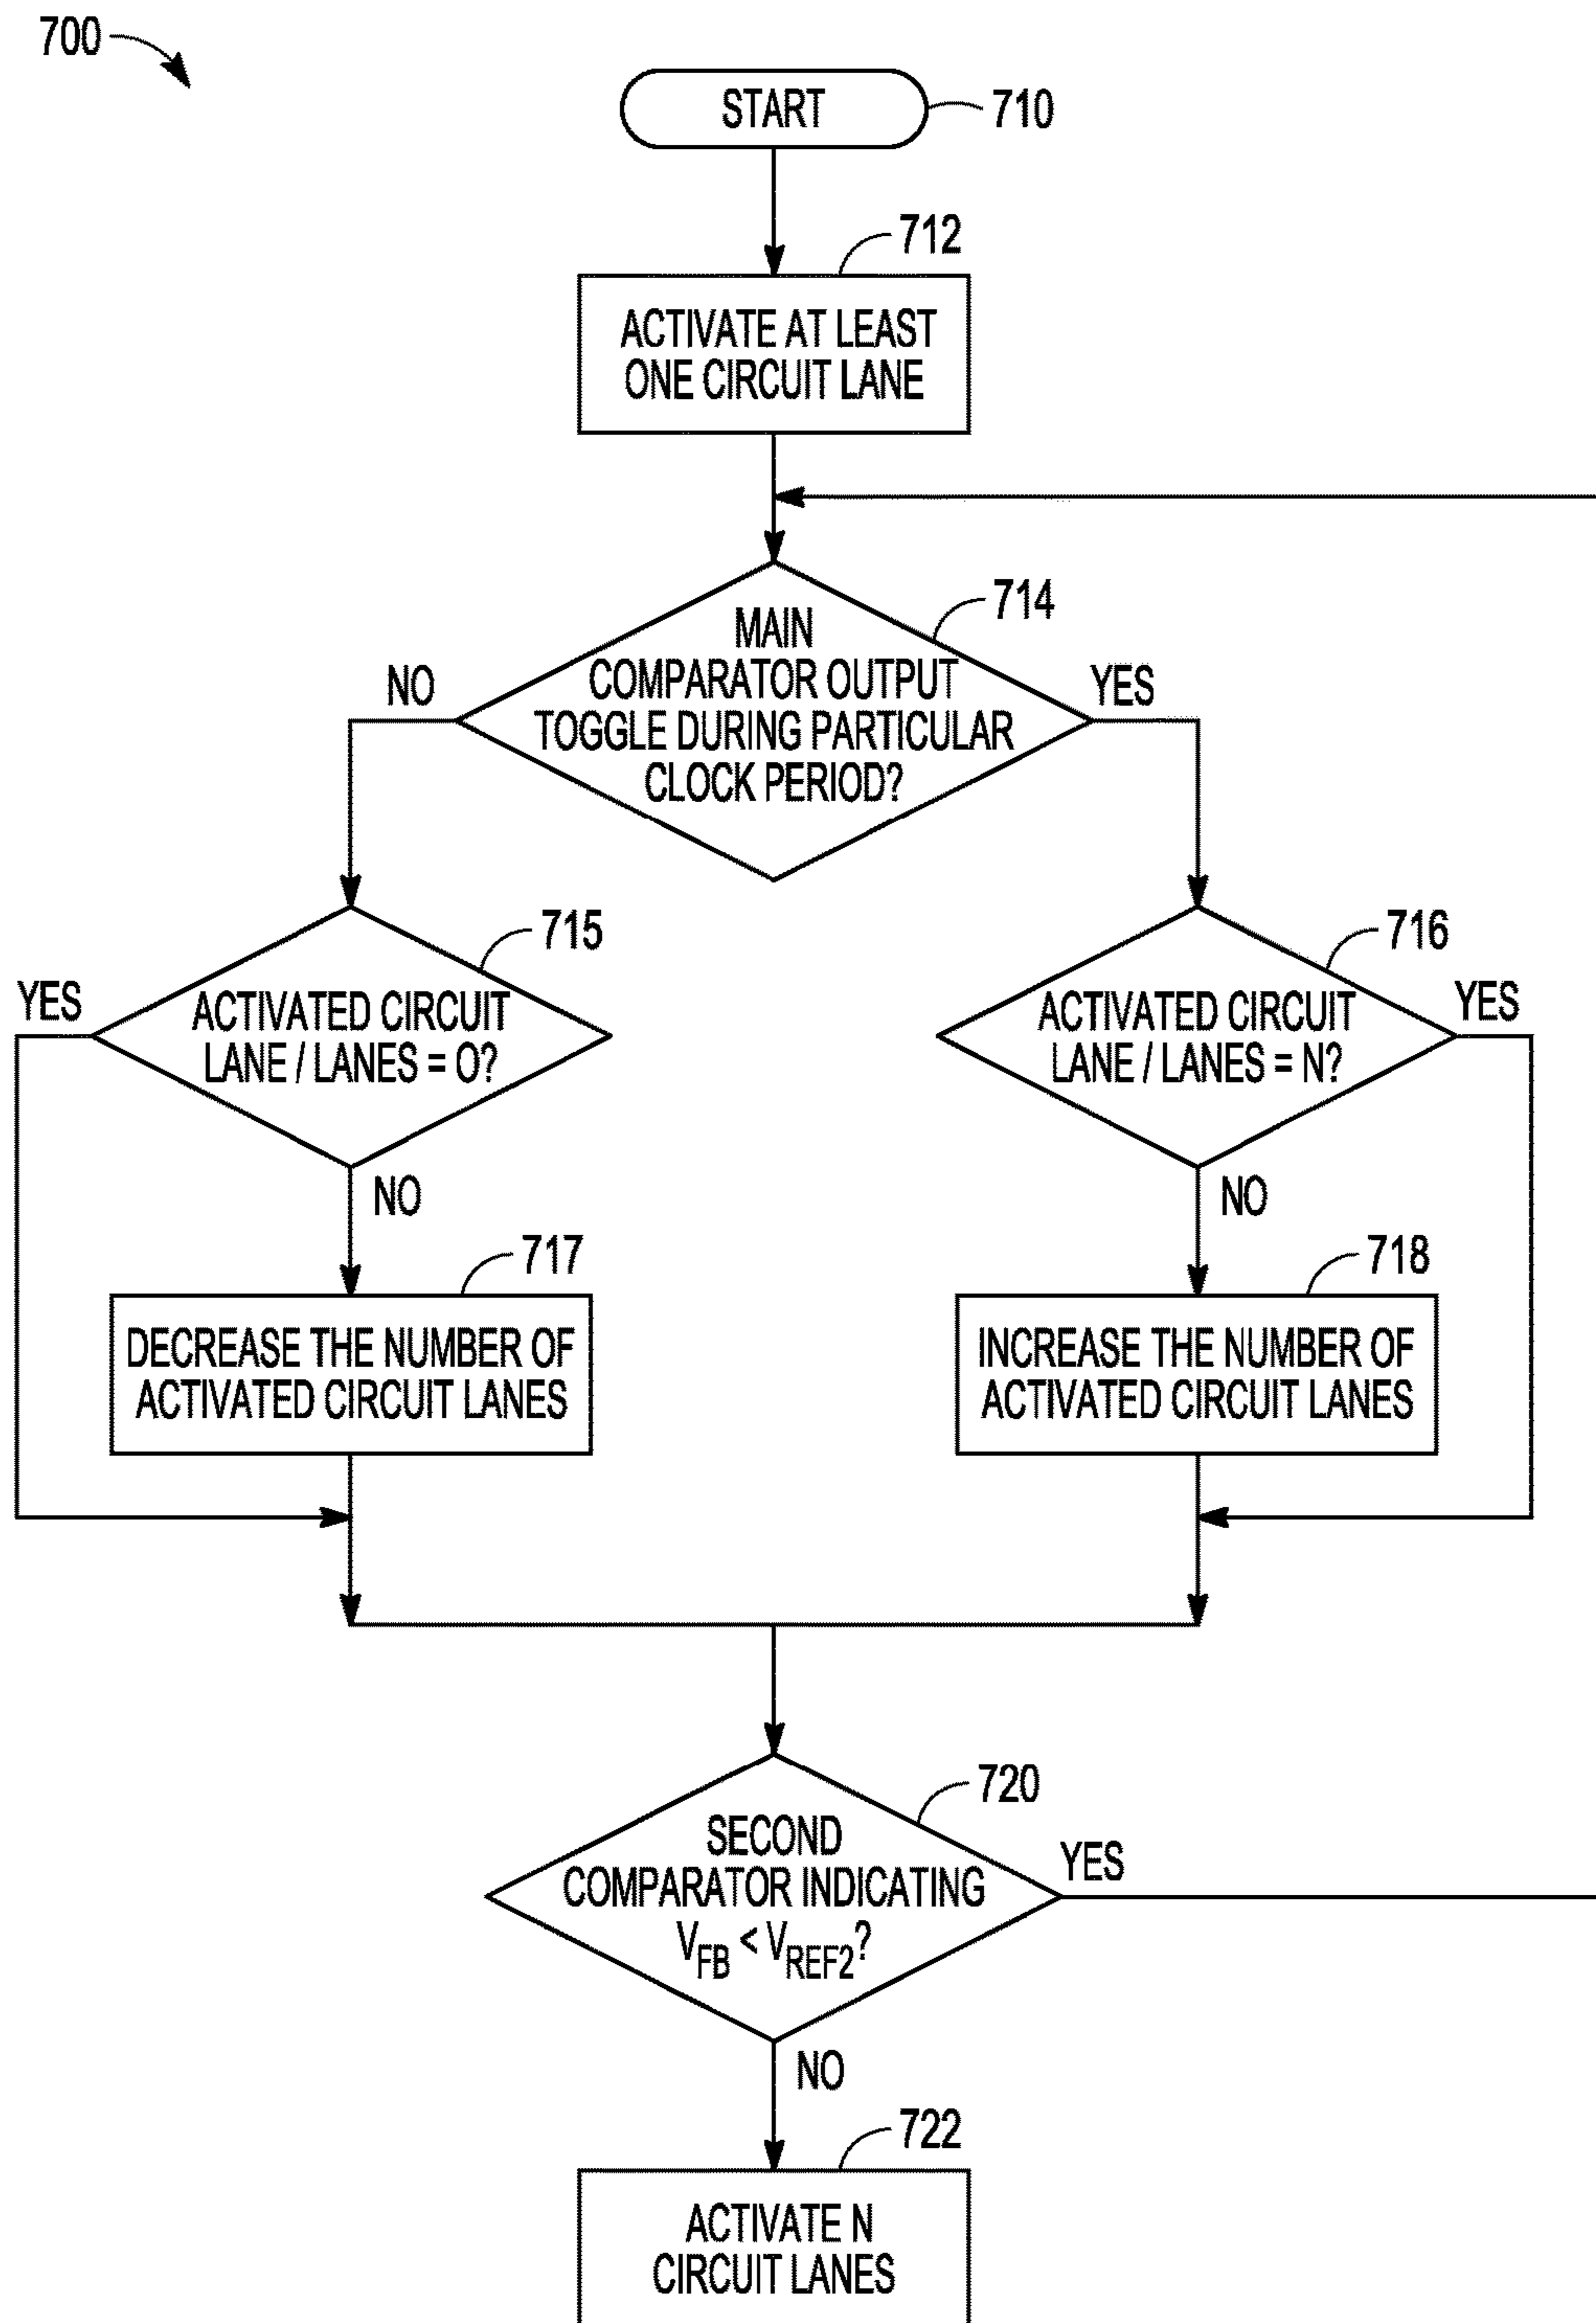 700
START
710
712
ACTIVATE AT LEAST
ONE CIRCUIT LANE
714
MAIN
COMPARATOR OUTPUT
TOGGLE DURING PARTICULAR
CLOCK PERIOD?
NO
YES
715
ACTIVATED CIRCUIT
LANE / LANES = O?
YES
NO
716
ACTIVATED CIRCUIT
LANE / LANES = N?
YES
NO
717
DECREASE THE NUMBER OF
ACTIVATED CIRCUIT LANES
718
INCREASE THE NUMBER OF
ACTIVATED CIRCUIT LANES
720
SECOND
COMPARATOR INDICATING
VFB < VREF2?
YES
NO
722
ACTIVATE N
CIRCUIT LANES